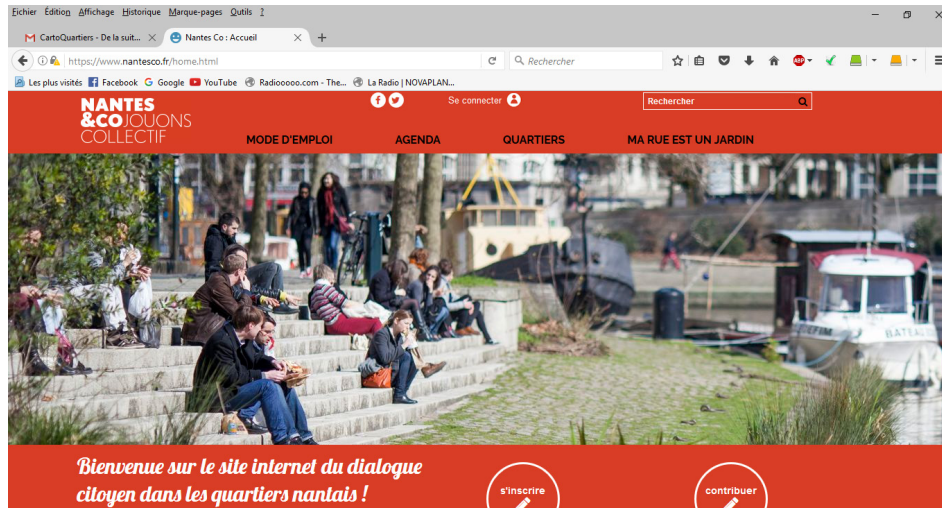 Eichier Édition Affichage Historique Marque-pages Outils ?
CartoQuartiers - De la suit...
Nantes Co : Accueil
https://www.nantesco.fr/home.html
Rechercher
Les plus visités Facebook Google YouTube Radiooooo.com - The... La Radio | NOVAPLAN...
ABP
NANTES
&COJOUONS
COLLECTIF
Se connecter
Rechercher
MODE D'EMPLOI AGENDA QUARTIERS MA RUE EST UN JARDIN
Bienvenue sur le site internet du dialogue
citoyen dans les quartiers nantais !
s'inscrire
contribuer